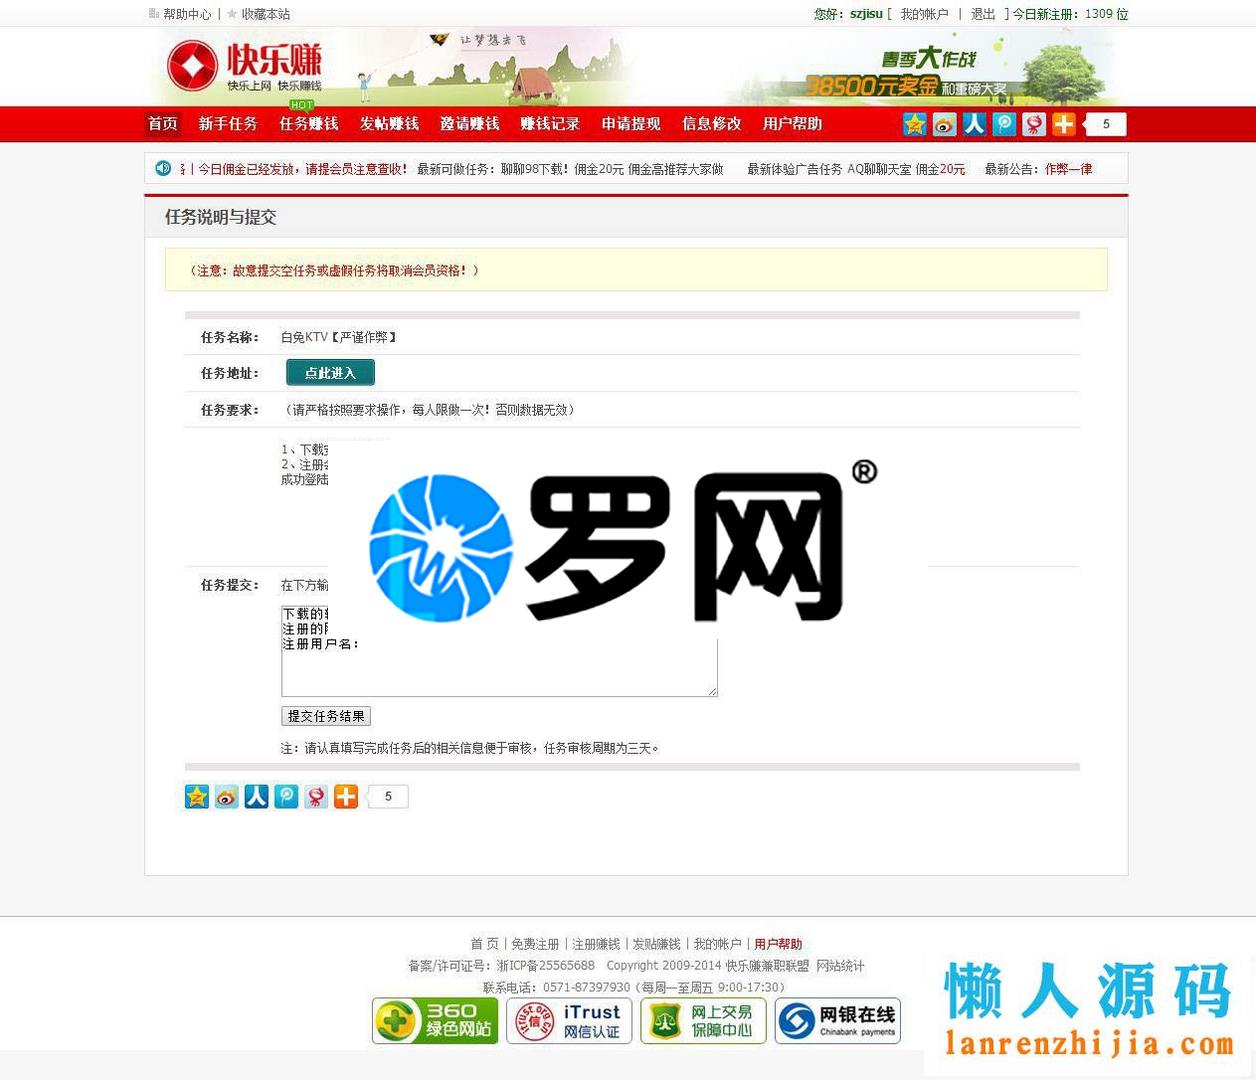 帮助中心 | 收藏本站
您好：szjisu [ 我的帐户 | 退出 ] 今日新注册：1309 位
快乐赚
快乐上网 快乐赚钱
让梦想去飞
春季大作战
38500元奖金和重磅大奖
HOT
首页 新手任务 任务赚钱 发帖赚钱 邀请赚钱 赚钱记录 申请提现 信息修改 用户帮助 5
| 今日佣金已经发放，请提会员注意查收！ 最新可做任务：聊聊98下载！佣金20元 佣金高推荐大家做 最新体验广告任务 AQ聊聊天室 佣金20元 最新公告：作弊一律
任务说明与提交
（注意：故意提交空任务或虚假任务将取消会员资格！）
任务名称： 白兔KTV【严谨作弊】
任务地址： 点此进入
任务要求： （请严格按照要求操作，每人限做一次！否则数据无效）
1、下载
2、注册
成功登陆
罗网®
任务提交： 在下方输
下载的
注册的
注册用户名：
提交任务结果
注：请认真填写完成任务后的相关信息便于审核，任务审核周期为三天。
5
首 页 | 免费注册 | 注册赚钱 | 发贴赚钱 | 我的帐户 | 用户帮助
备案/许可证号：浙ICP备25565688 Copyright 2009-2014 快乐赚兼职联盟 网站统计
联系电话：0571-87397930（每周一至周五 9:00-17:30）
360 绿色网站 iTrust 网信认证 网上交易 保障中心 网银在线 Chinabank payments
懒人源码
lanrenzhijia.com